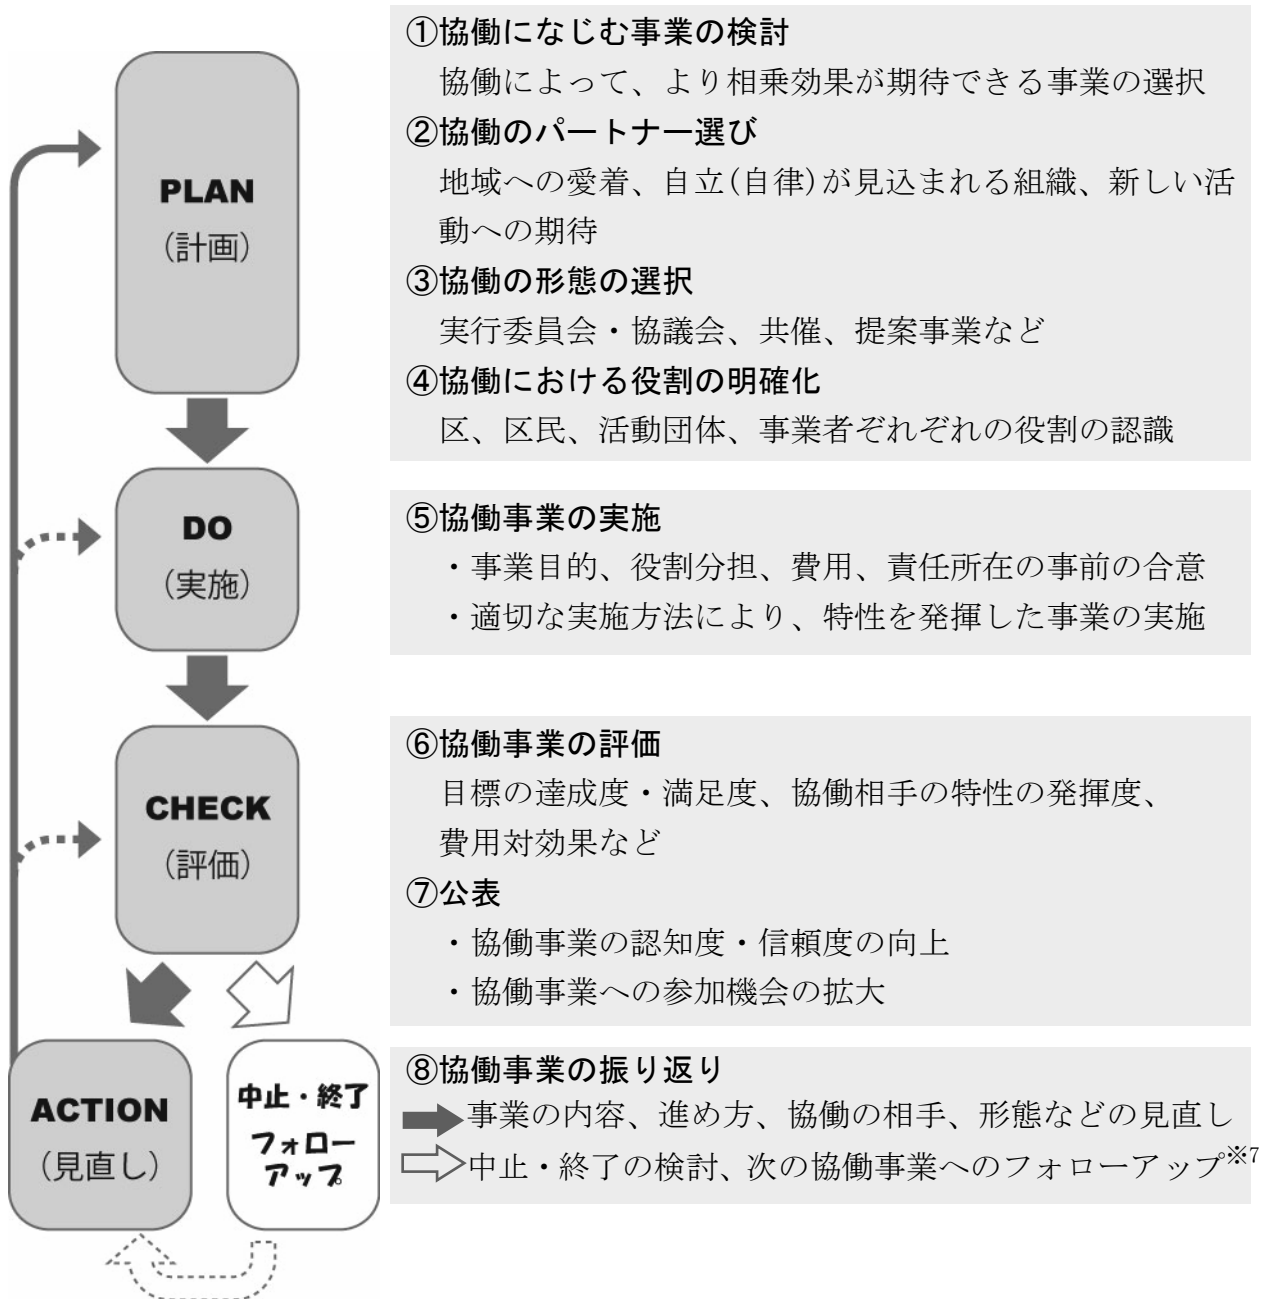 ①協働になじむ事業の検討
協働によって、より相乗効果が期待できる事業の選択
②協働のパートナー選び
地域への愛着、自立(自律)が見込まれる組織、新しい活
動への期待
③協働の形態の選択
実行委員会・協議会、共催、提案事業など
④協働における役割の明確化
区、区民、活動団体、事業者ぞれぞれの役割の認識
PLAN
(計画)
⑤協働事業の実施
・事業目的、役割分担、費用、責任所在の事前の合意
・適切な実施方法により、特性を発揮した事業の実施
DO
(実施)
⑥協働事業の評価
目標の達成度・満足度、協働相手の特性の発揮度、
費用対効果など
⑦公表
・協働事業の認知度・信頼度の向上
・協働事業への参加機会の拡大
CHECK
(評価)
⑧協働事業の振り返り
事業の内容、進め方、協働の相手、形態などの見直し
中止・終了の検討、次の協働事業へのフォローアップ※7
ACTION
(見直し)
中止・終了
フォロー
アップ